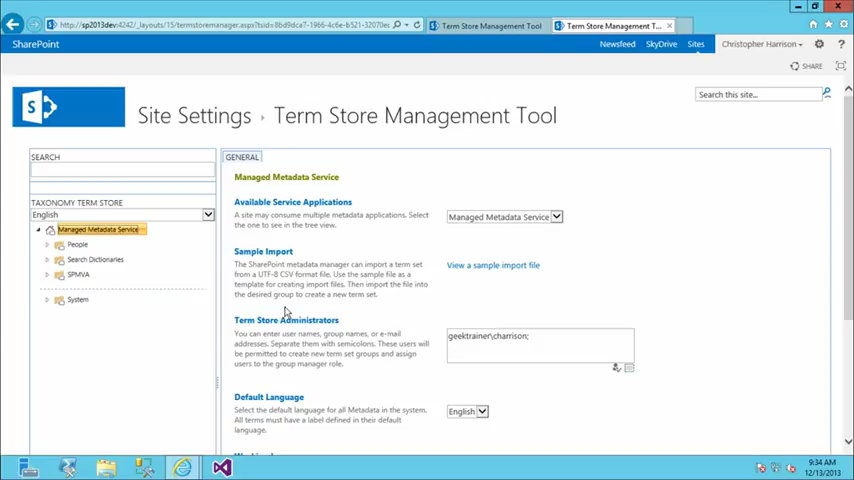 http://sp2013dev:4242/_layouts/15/termstoremanager.aspx?tsid=8bd9dca7-1966-4c6e-b521-32070ec
Term Store Management Tool
Term Store Management T...
SharePoint
Newsfeed
SkyDrive
Sites
Christopher Harrison
SHARE
Site Settings › Term Store Management Tool
Search this site...
SEARCH
TAXONOMY TERM STORE
English
Managed Metadata Service
People
Search Dictionaries
SPMVA
System
GENERAL
Managed Metadata Service
Available Service Applications
A site may consume multiple metadata applications. Select
the one to see in the tree view.
Managed Metadata Service
Sample Import
The SharePoint metadata manager can import a term set
from a UTF-8 CSV format file. Use the sample file as a
template for creating import files. Then import the file into
the desired group to create a new term set.
View a sample import file
Term Store Administrators
You can enter user names, group names, or e-mail
addresses. Separate them with semicolons. These users will
be permitted to create new term set groups and assign
users to the group manager role.
geektrainer\charrison;
Default Language
Select the default language for all Metadata in the system.
All terms must have a label defined in their default
language.
English
9:34 AM
12/13/2013